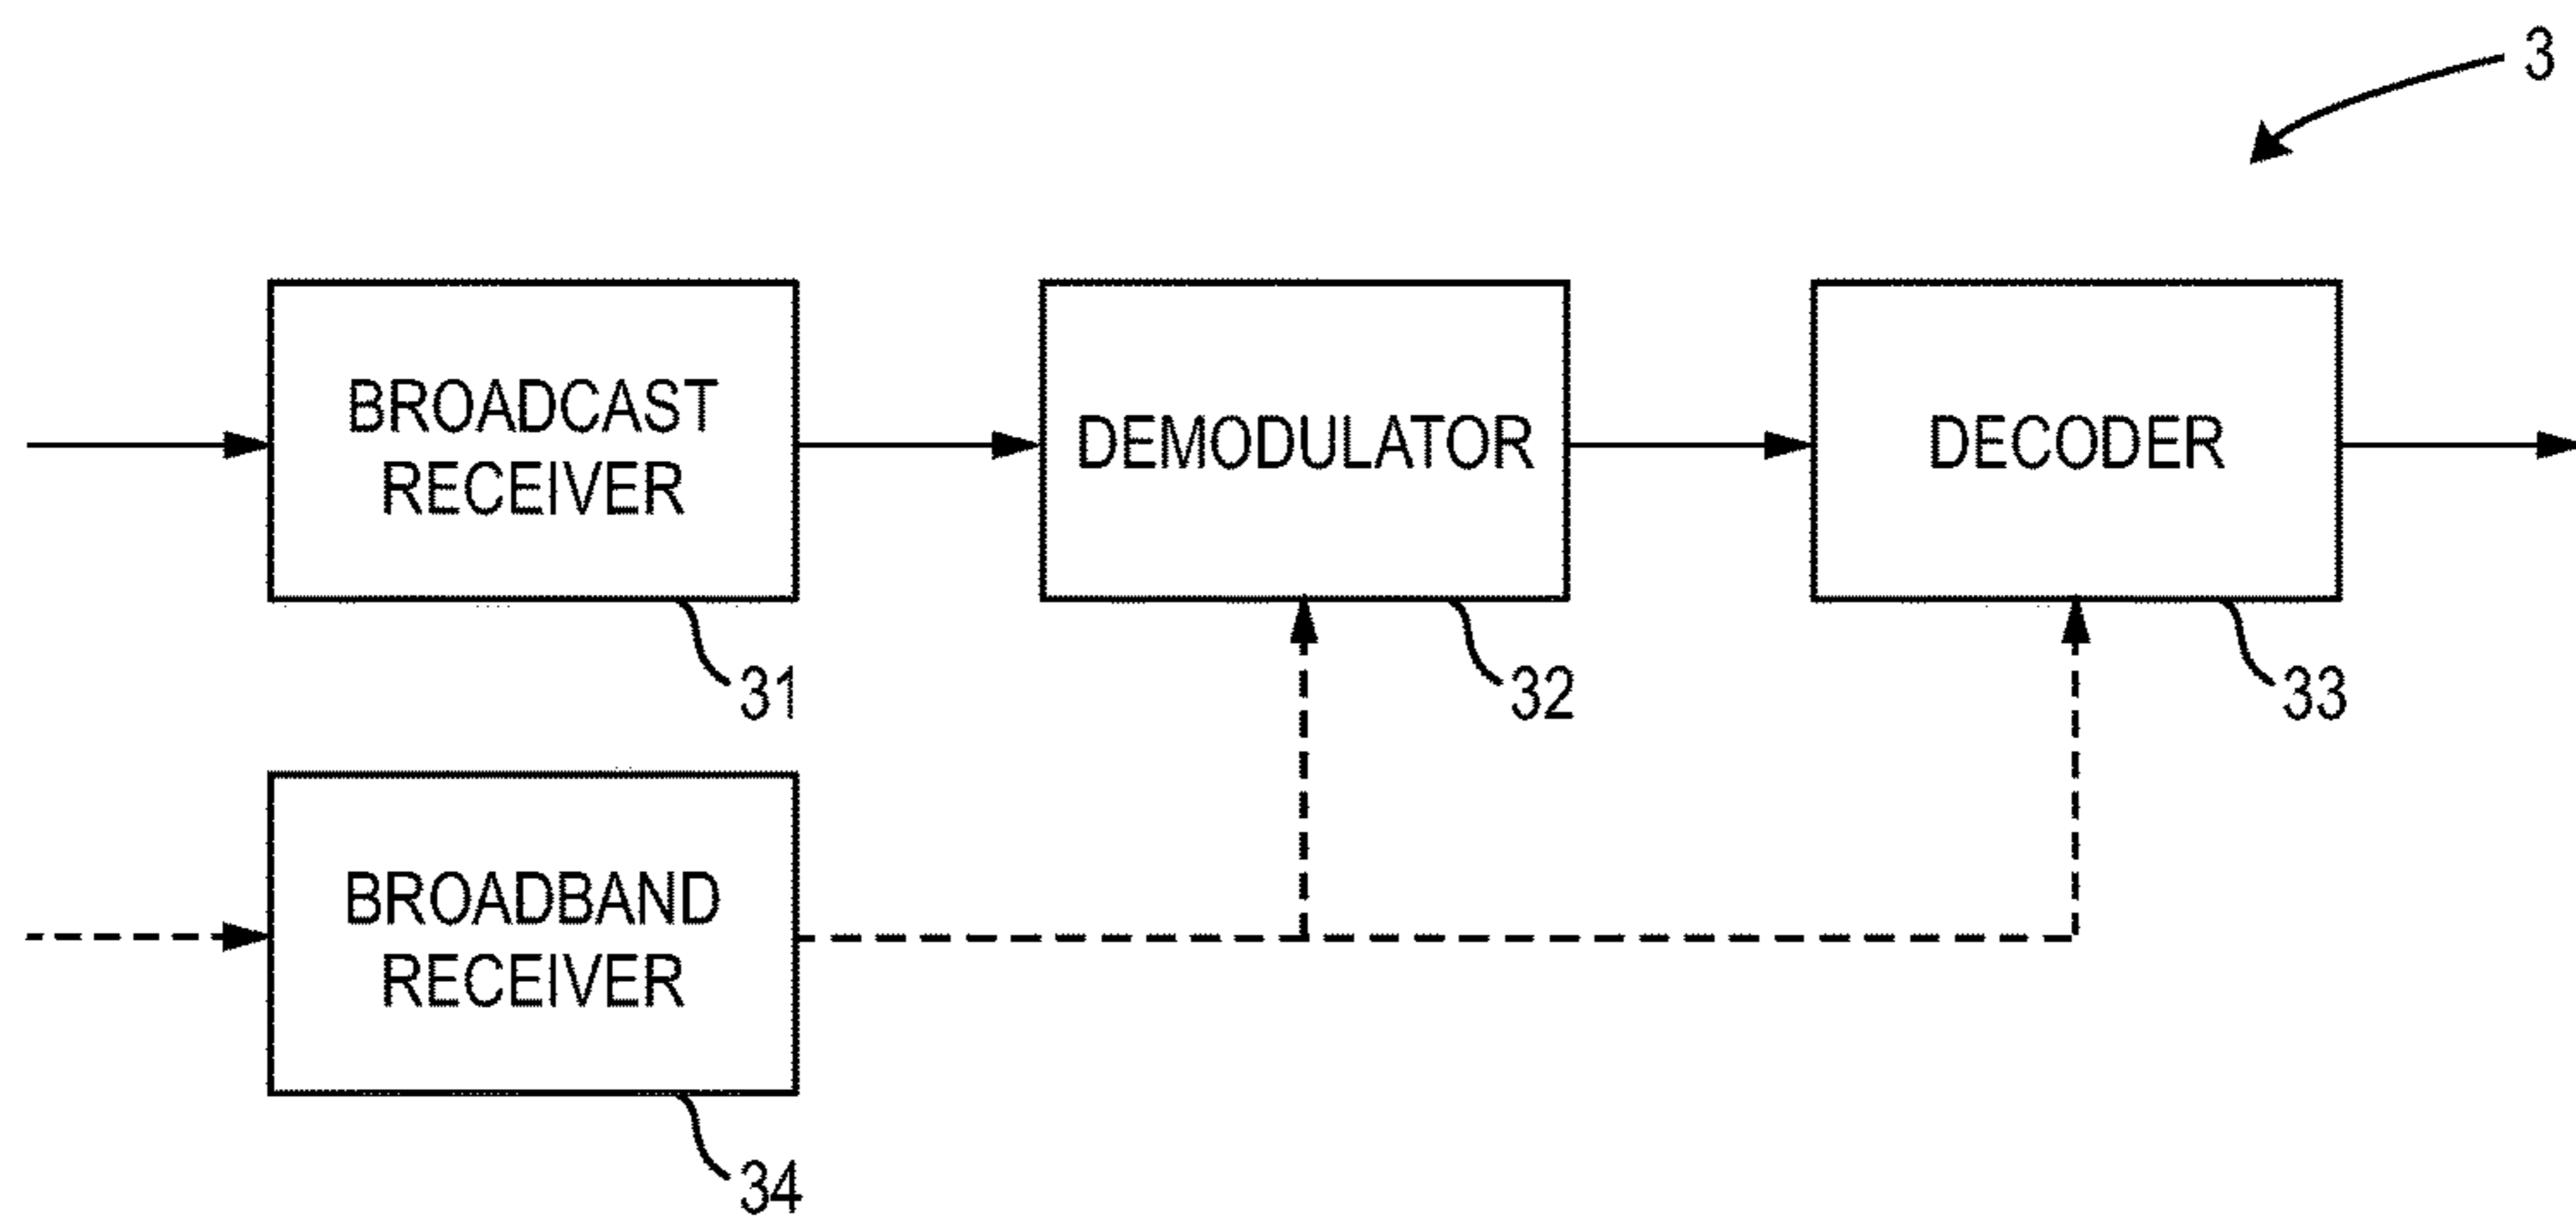 3
BROADCAST
RECEIVER
DEMODULATOR
DECODER
31
32
33
BROADBAND
RECEIVER
34